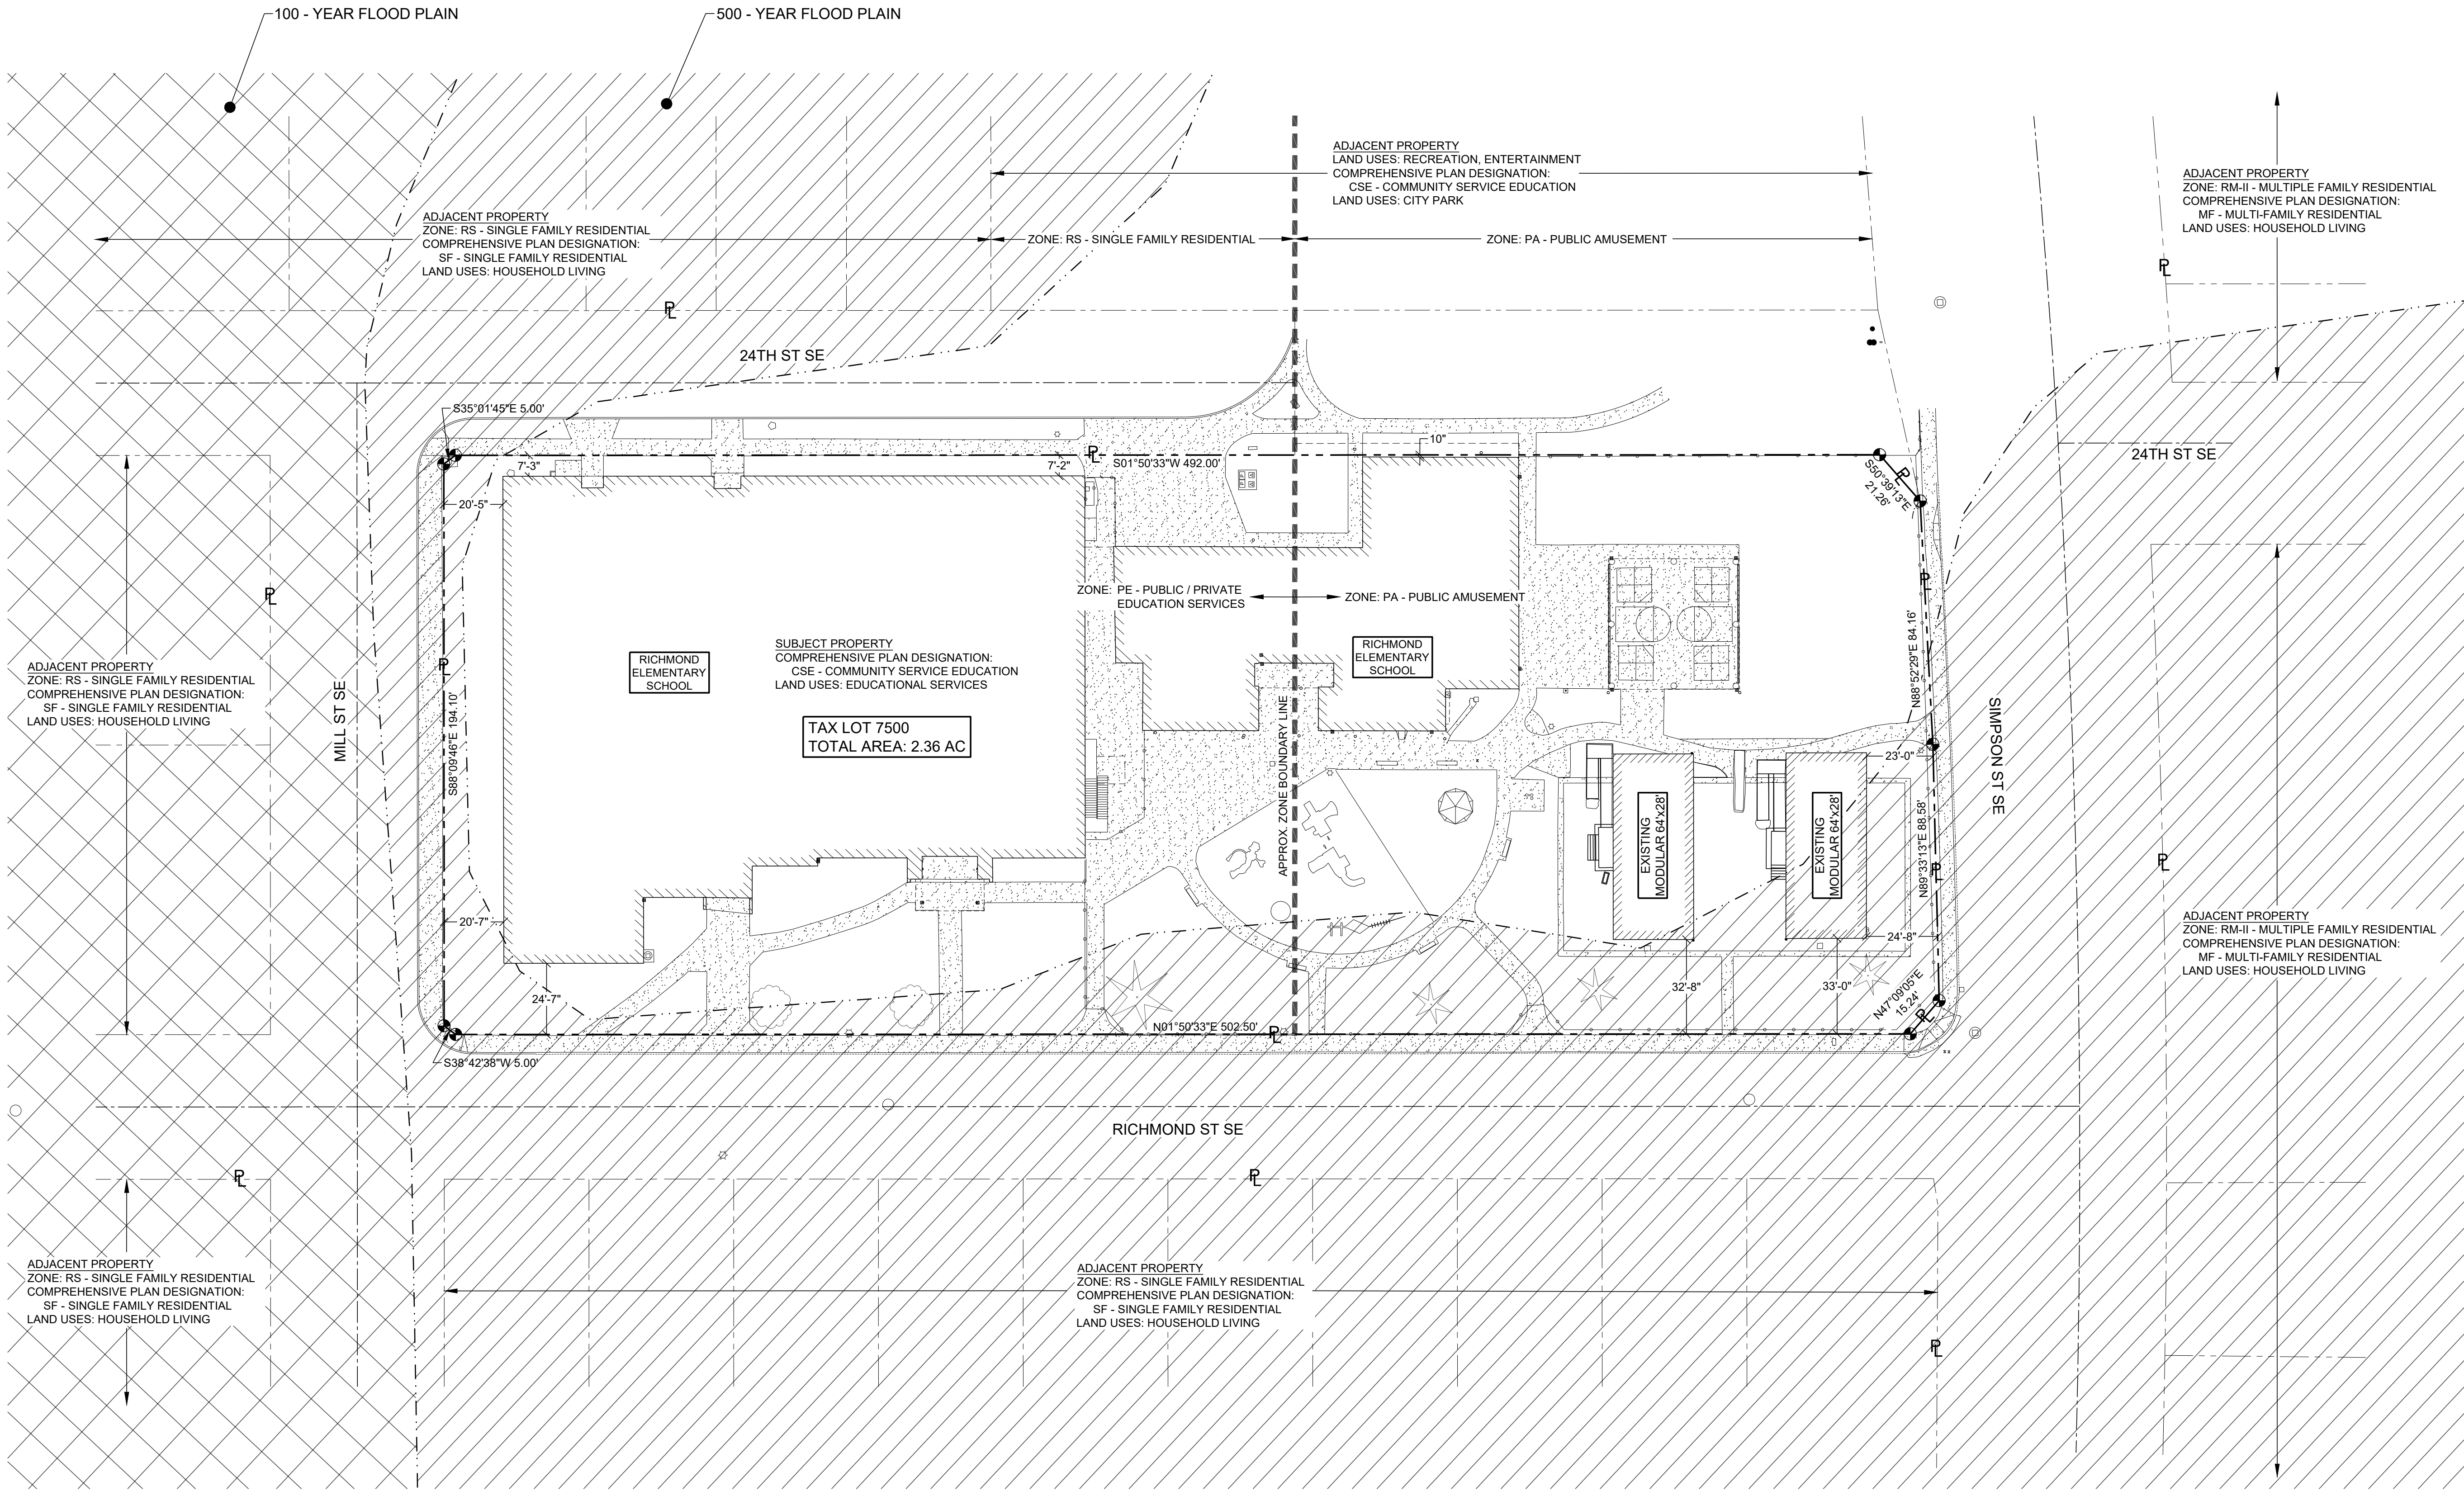 100 - YEAR FLOOD PLAIN
500 - YEAR FLOOD PLAIN
ADJACENT PROPERTY
LAND USES: RECREATION, ENTERTAINMENT
COMPREHENSIVE PLAN DESIGNATION:
CSE - COMMUNITY SERVICE EDUCATION
LAND USES: CITY PARK
ADJACENT PROPERTY
ZONE: RM-II - MULTIPLE FAMILY RESIDENTIAL
COMPREHENSIVE PLAN DESIGNATION:
MF - MULTI-FAMILY RESIDENTIAL
LAND USES: HOUSEHOLD LIVING
ADJACENT PROPERTY
ZONE: RS - SINGLE FAMILY RESIDENTIAL
COMPREHENSIVE PLAN DESIGNATION:
SF - SINGLE FAMILY RESIDENTIAL
LAND USES: HOUSEHOLD LIVING
ZONE: RS - SINGLE FAMILY RESIDENTIAL
ZONE: PA - PUBLIC AMUSEMENT
PL
PL
24TH ST SE
S35°01'45"E 5.00'
7'-3"
7'-2"
PL
S01°50'33"W 492.00'
10"
S50°39'13"E
21.26'
PL
24TH ST SE
20'-5"
ZONE: PE - PUBLIC / PRIVATE
EDUCATION SERVICES
ZONE: PA - PUBLIC AMUSEMENT
PL
PL
N88°52'29"E 84.16'
RICHMOND
ELEMENTARY
SCHOOL
SUBJECT PROPERTY
COMPREHENSIVE PLAN DESIGNATION:
CSE - COMMUNITY SERVICE EDUCATION
LAND USES: EDUCATIONAL SERVICES
RICHMOND
ELEMENTARY
SCHOOL
TAX LOT 7500
TOTAL AREA: 2.36 AC
ADJACENT PROPERTY
ZONE: RS - SINGLE FAMILY RESIDENTIAL
COMPREHENSIVE PLAN DESIGNATION:
SF - SINGLE FAMILY RESIDENTIAL
LAND USES: HOUSEHOLD LIVING
MILL ST SE
PL
S88°09'46"E 194.10'
APPROX. ZONE BOUNDARY LINE
SIMPSON ST SE
23'-0"
EXISTING
MODULAR 64'x28'
EXISTING
MODULAR 64'x28'
N89°33'13"E 88.58'
PL
PL
20'-7"
24'-7"
24'-8"
32'-8"
33'-0"
N47°09'05"E
15.24'
PL
ADJACENT PROPERTY
ZONE: RM-II - MULTIPLE FAMILY RESIDENTIAL
COMPREHENSIVE PLAN DESIGNATION:
MF - MULTI-FAMILY RESIDENTIAL
LAND USES: HOUSEHOLD LIVING
N01°50'33"E 502.50'
PL
S38°42'38"W 5.00'
RICHMOND ST SE
PL
PL
ADJACENT PROPERTY
ZONE: RS - SINGLE FAMILY RESIDENTIAL
COMPREHENSIVE PLAN DESIGNATION:
SF - SINGLE FAMILY RESIDENTIAL
LAND USES: HOUSEHOLD LIVING
ADJACENT PROPERTY
ZONE: RS - SINGLE FAMILY RESIDENTIAL
COMPREHENSIVE PLAN DESIGNATION:
SF - SINGLE FAMILY RESIDENTIAL
LAND USES: HOUSEHOLD LIVING
PL